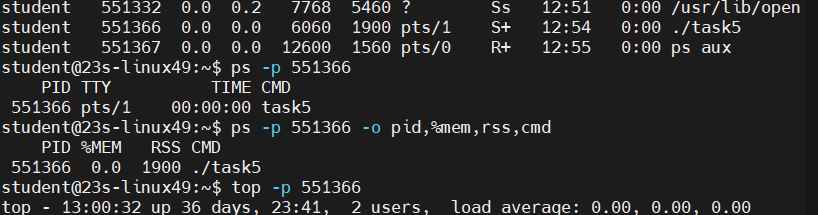 student 551332 0.0 0.2 7768 5460 ? Ss 12:51 0:00 /usr/lib/open
student 551366 0.0 0.0 6060 1900 pts/1 S+ 12:54 0:00 ./task5
student 551367 0.0 0.0 12600 1560 pts/0 R+ 12:55 0:00 ps aux
student@23s-linux49:~$ ps -p 551366
PID TTY TIME CMD
551366 pts/1 00:00:00 task5
student@23s-linux49:~$ ps -p 551366 -o pid,%mem,rss,cmd
PID %MEM RSS CMD
551366 0.0 1900 ./task5
student@23s-linux49:~$ top -p 551366
top - 13:00:32 up 36 days, 23:41, 2 users, load average: 0.00, 0.00, 0.00